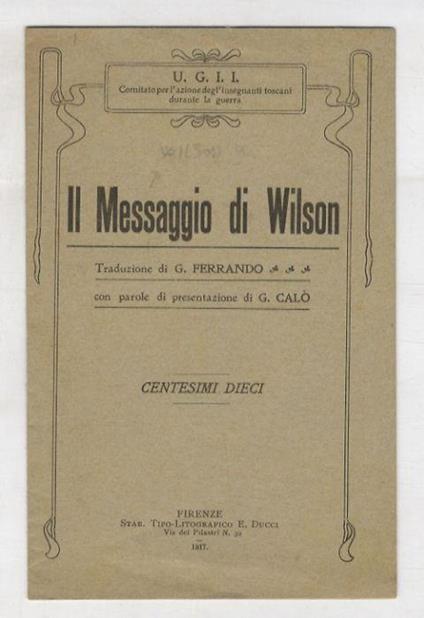 U. G. I. I.
Comitato per l'azione degl'insegnanti toscani
durante la guerra
WILSON
Il Messaggio di Wilson
Traduzione di G. FERRANDO
con parole di presentazione di G. CALÒ
CENTESIMI DIECI
FIRENZE
STAB. TIPO-LITOGRAFICO E. DUCCI
Via dei Pilastri N.
1917.